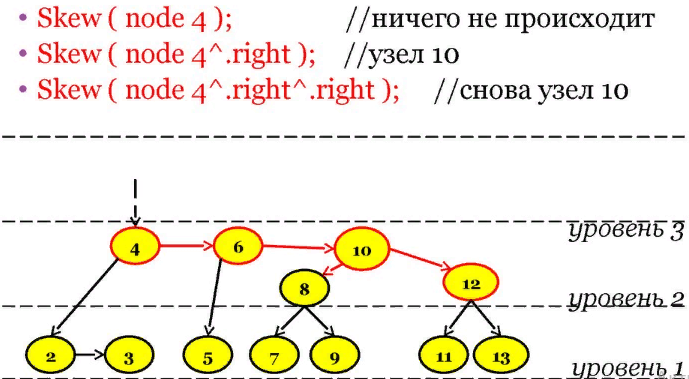 • Skew ( node 4 ); //ничего не происходит
• Skew ( node 4^.right ); //узел 10
• Skew ( node 4^.right^.right ); //снова узел 10
уровень 3
4 6 10
8 12
уровень 2
2 3 5 7 9 11 13
уровень 1